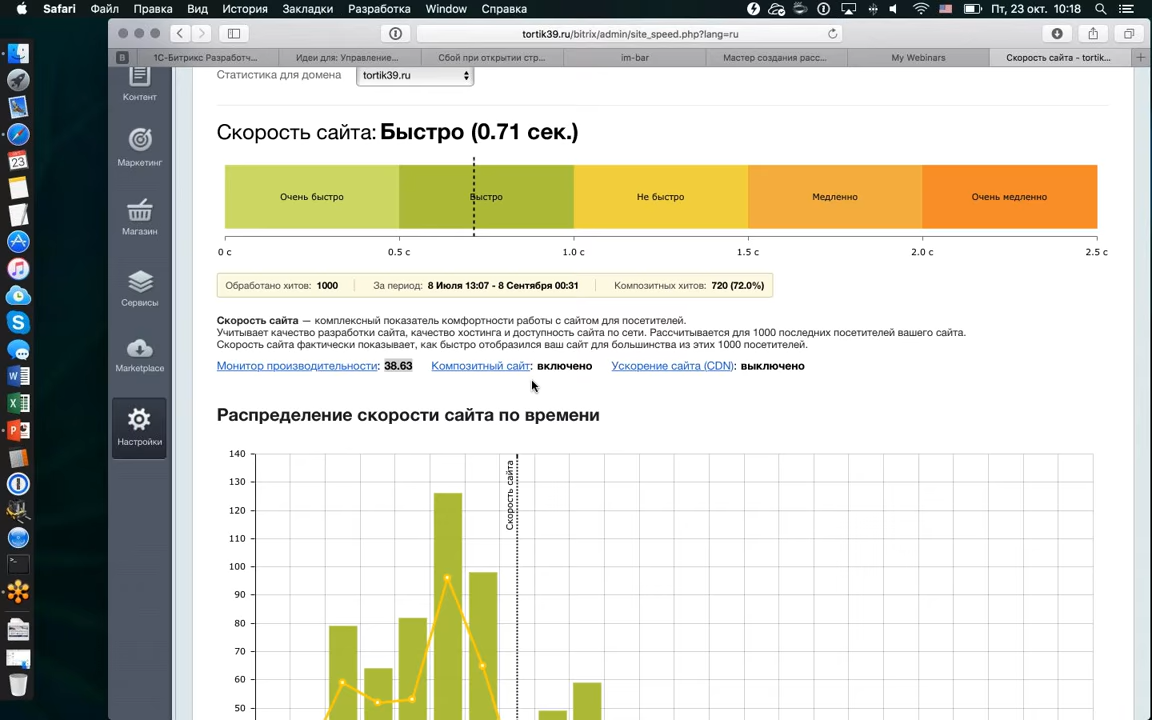 Safari Файл Правка Вид История Закладки Разработка Window Справка Пт, 23 окт. 10:18
tortik39.ru/bitrix/admin/site_speed.php?lang=ru
B 1С-Битрикс Разработч... Идеи для: Управление... Сбой при открытии стр... im-bar Мастер создания расс... My Webinars Скорость сайта - tortik...
Статистика для домена tortik39.ru
Контент
Маркетинг
Магазин
Сервисы
Marketplace
Настройки
Скорость сайта: Быстро (0.71 сек.)
Очень быстро Быстро Не быстро Медленно Очень медленно
0 с 0.5 с 1.0 с 1.5 с 2.0 с 2.5 с
Обработано хитов: 1000 За период: 8 Июля 13:07 - 8 Сентября 00:31 Композитных хитов: 720 (72.0%)
Скорость сайта — комплексный показатель комфортности работы с сайтом для посетителей.
Учитывает качество разработки сайта, качество хостинга и доступность сайта по сети. Рассчитывается для 1000 последних посетителей вашего сайта.
Скорость сайта фактически показывает, как быстро отобразился ваш сайт для большинства из этих 1000 посетителей.
Монитор производительности: 38.63 Композитный сайт: включено Ускорение сайта (CDN): выключено
Распределение скорости сайта по времени
140
130
120
110
100
90
80
70
60
50
Скорость сайта
23